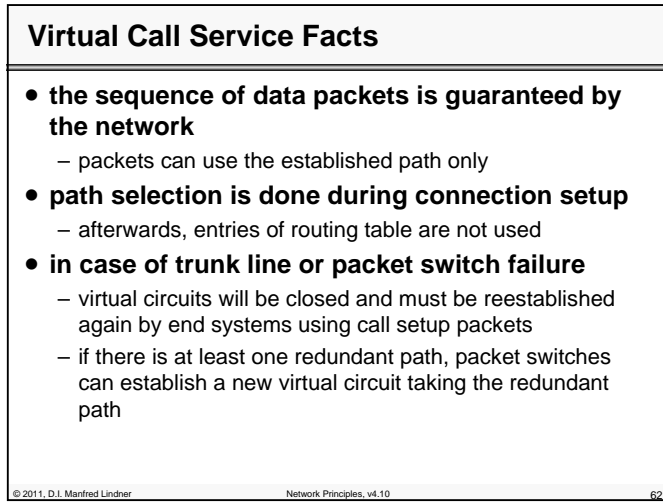 Virtual Call Service Facts
• the sequence of data packets is guaranteed by
the network
– packets can use the established path only
• path selection is done during connection setup
– afterwards, entries of routing table are not used
• in case of trunk line or packet switch failure
– virtual circuits will be closed and must be reestablished
again by end systems using call setup packets
– if there is at least one redundant path, packet switches
can establish a new virtual circuit taking the redundant
path
© 2011, D.I. Manfred Lindner Network Principles, v4.10 62